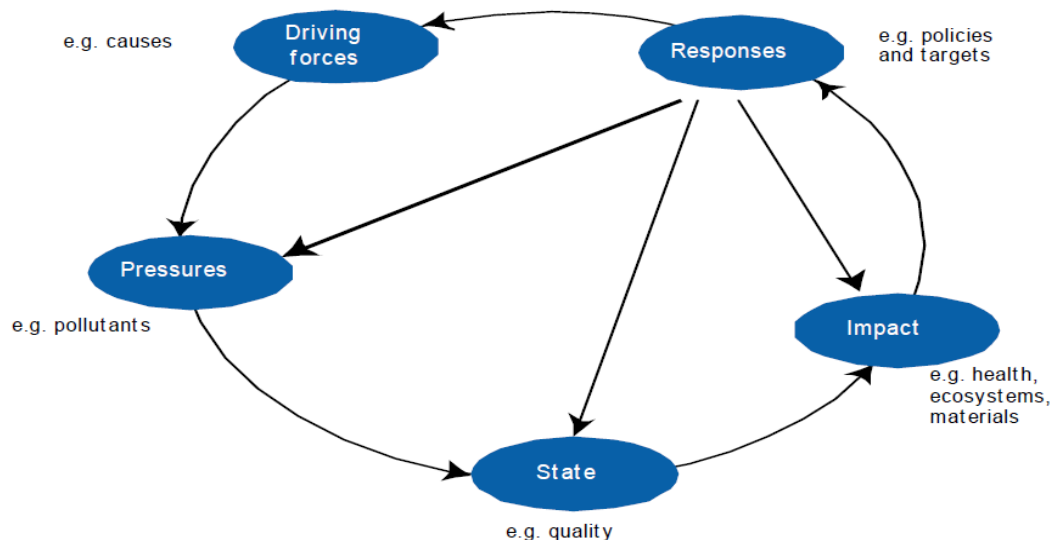 e.g. causes
Driving
forces
Responses
e.g. policies
and targets
Pressures
e.g. pollutants
Impact
e.g. health,
ecosystems,
materials
State
e.g. quality